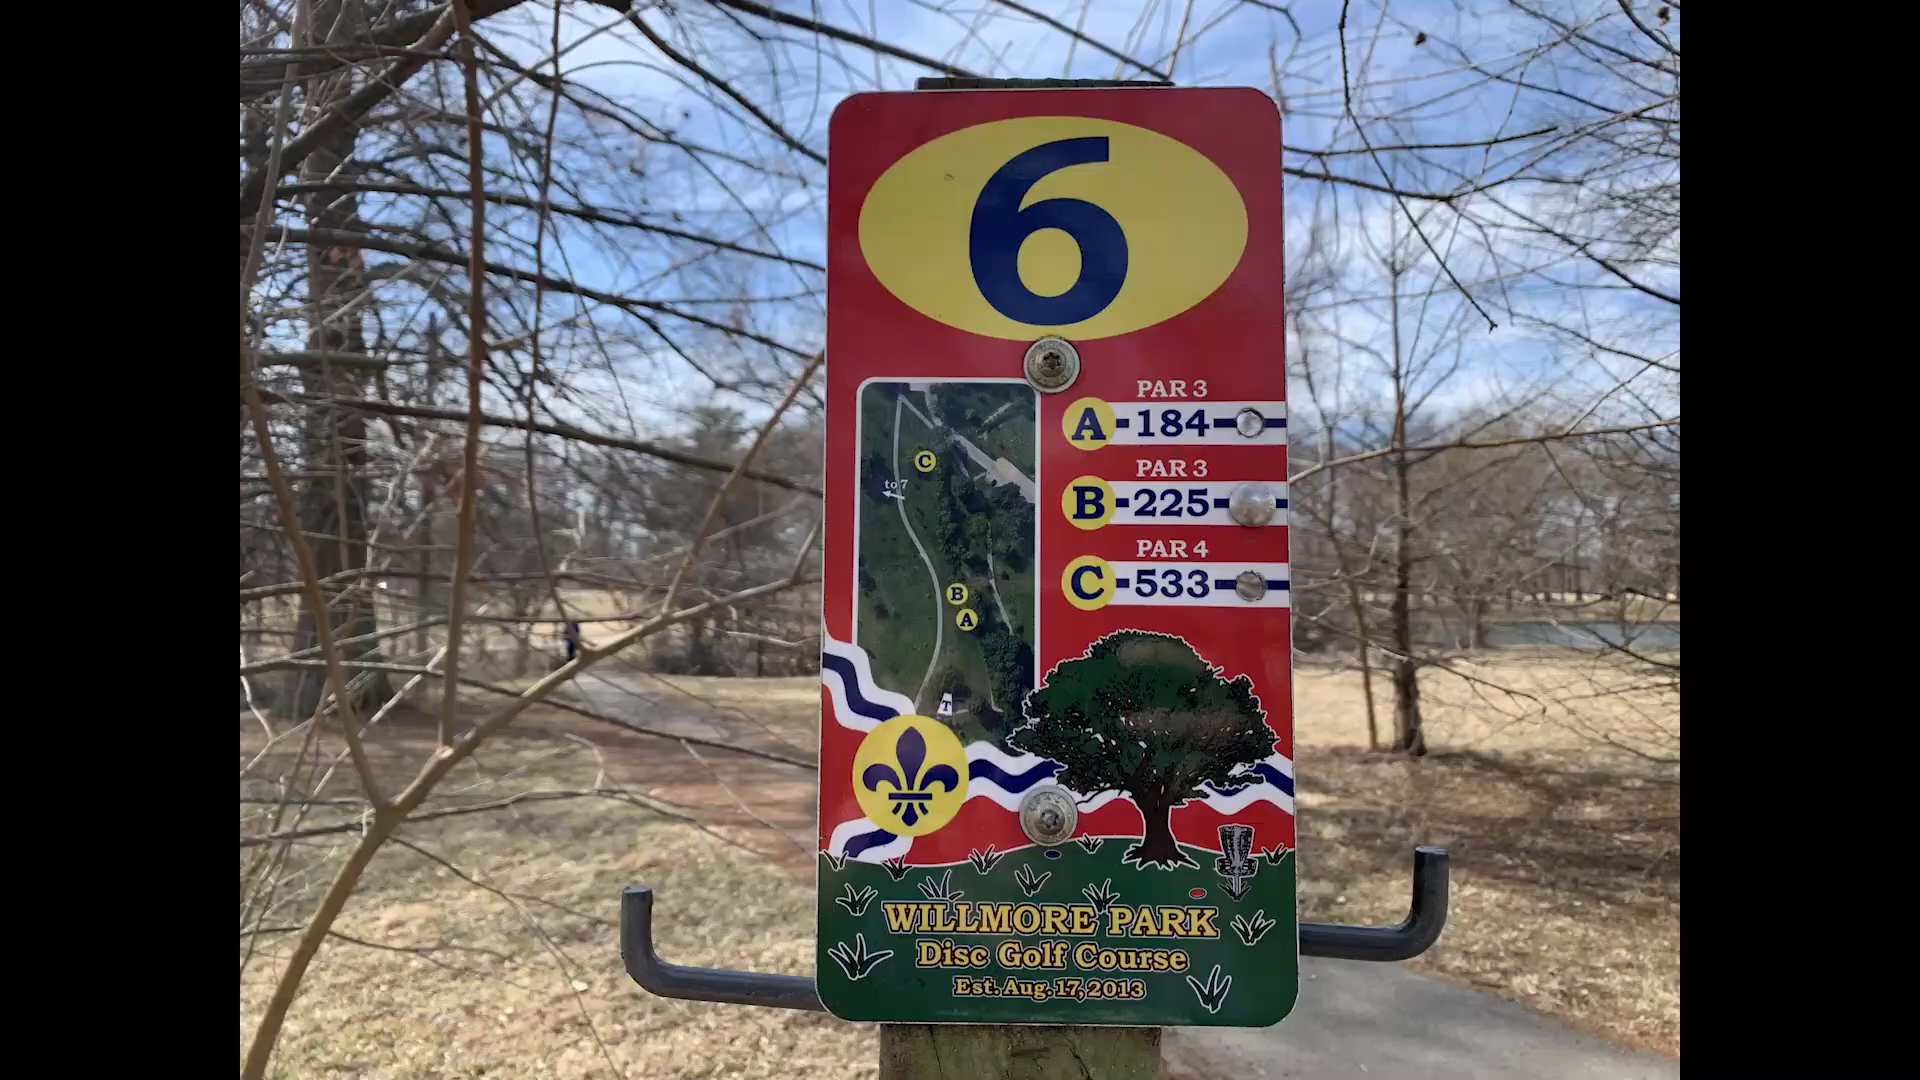 6
PAR 3
A 184
PAR 3
B 225
PAR 4
C 533
C
to 7
B
A
T
WILLMORE PARK
Disc Golf Course
Est. Aug. 17, 2013